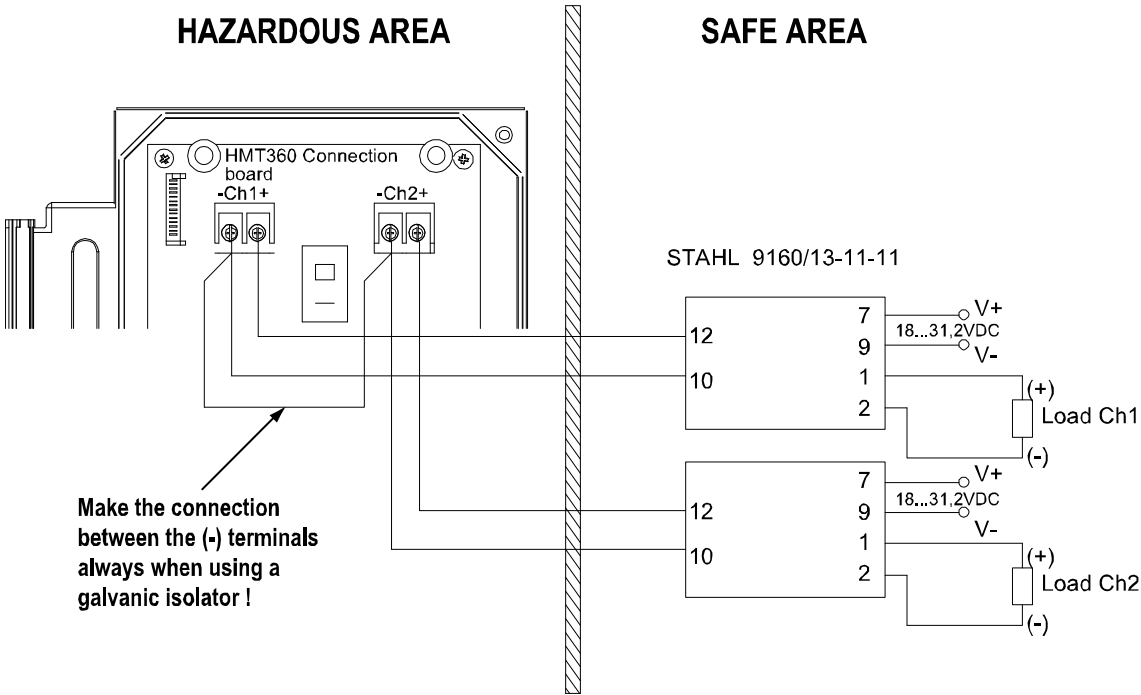 HAZARDOUS AREA
SAFE AREA
HMT360 Connection
board
-Ch1+
-Ch2+
STAHL 9160/13-11-11
12
10
7
9
1
2
V+
18...31,2VDC
V-
(+)
Load Ch1
(-)
12
10
7
9
1
2
V+
18...31,2VDC
V-
(+)
Load Ch2
(-)
Make the connection
between the (-) terminals
always when using a
galvanic isolator !